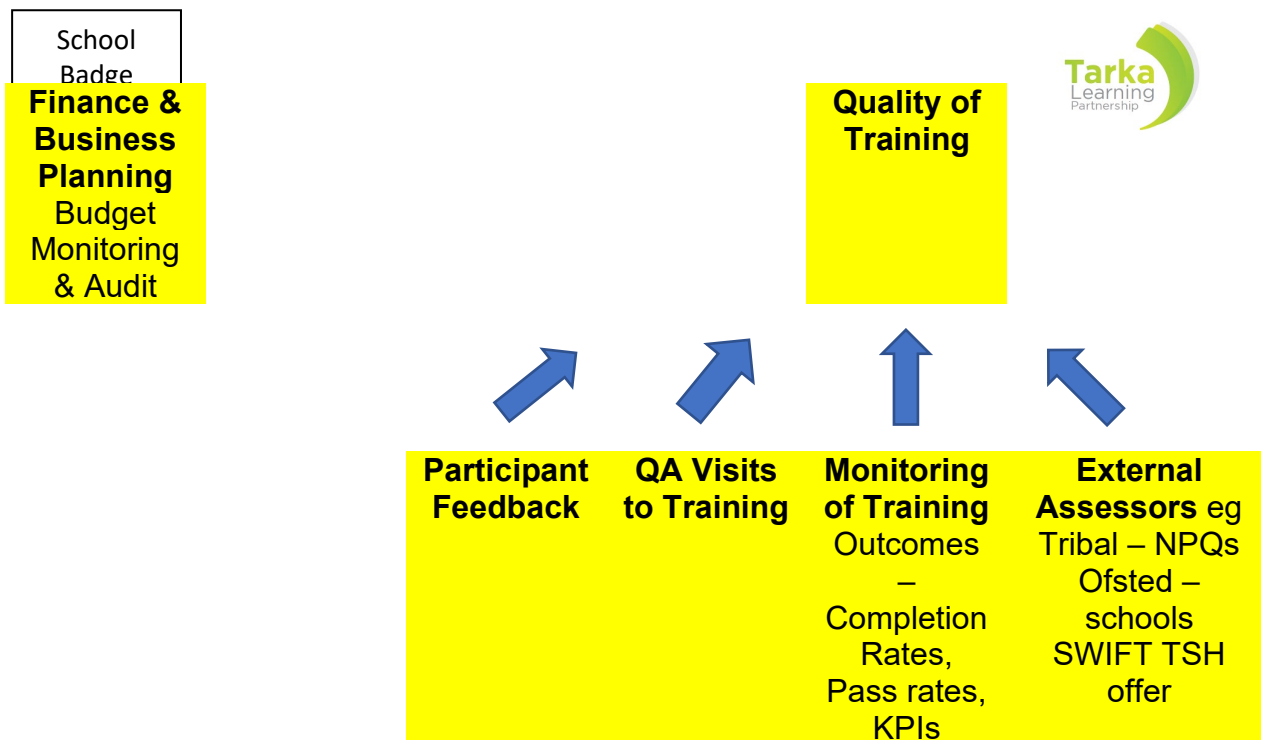 School
Badge
Finance &
Business
Planning
Budget
Monitoring
& Audit
Quality of
Training
Tarka
Learning
Partnership
Participant
Feedback
QA Visits
to Training
Monitoring
of Training
Outcomes
–
Completion
Rates,
Pass rates,
KPIs
External
Assessors eg
Tribal – NPQs
Ofsted –
schools
SWIFT TSH
offer